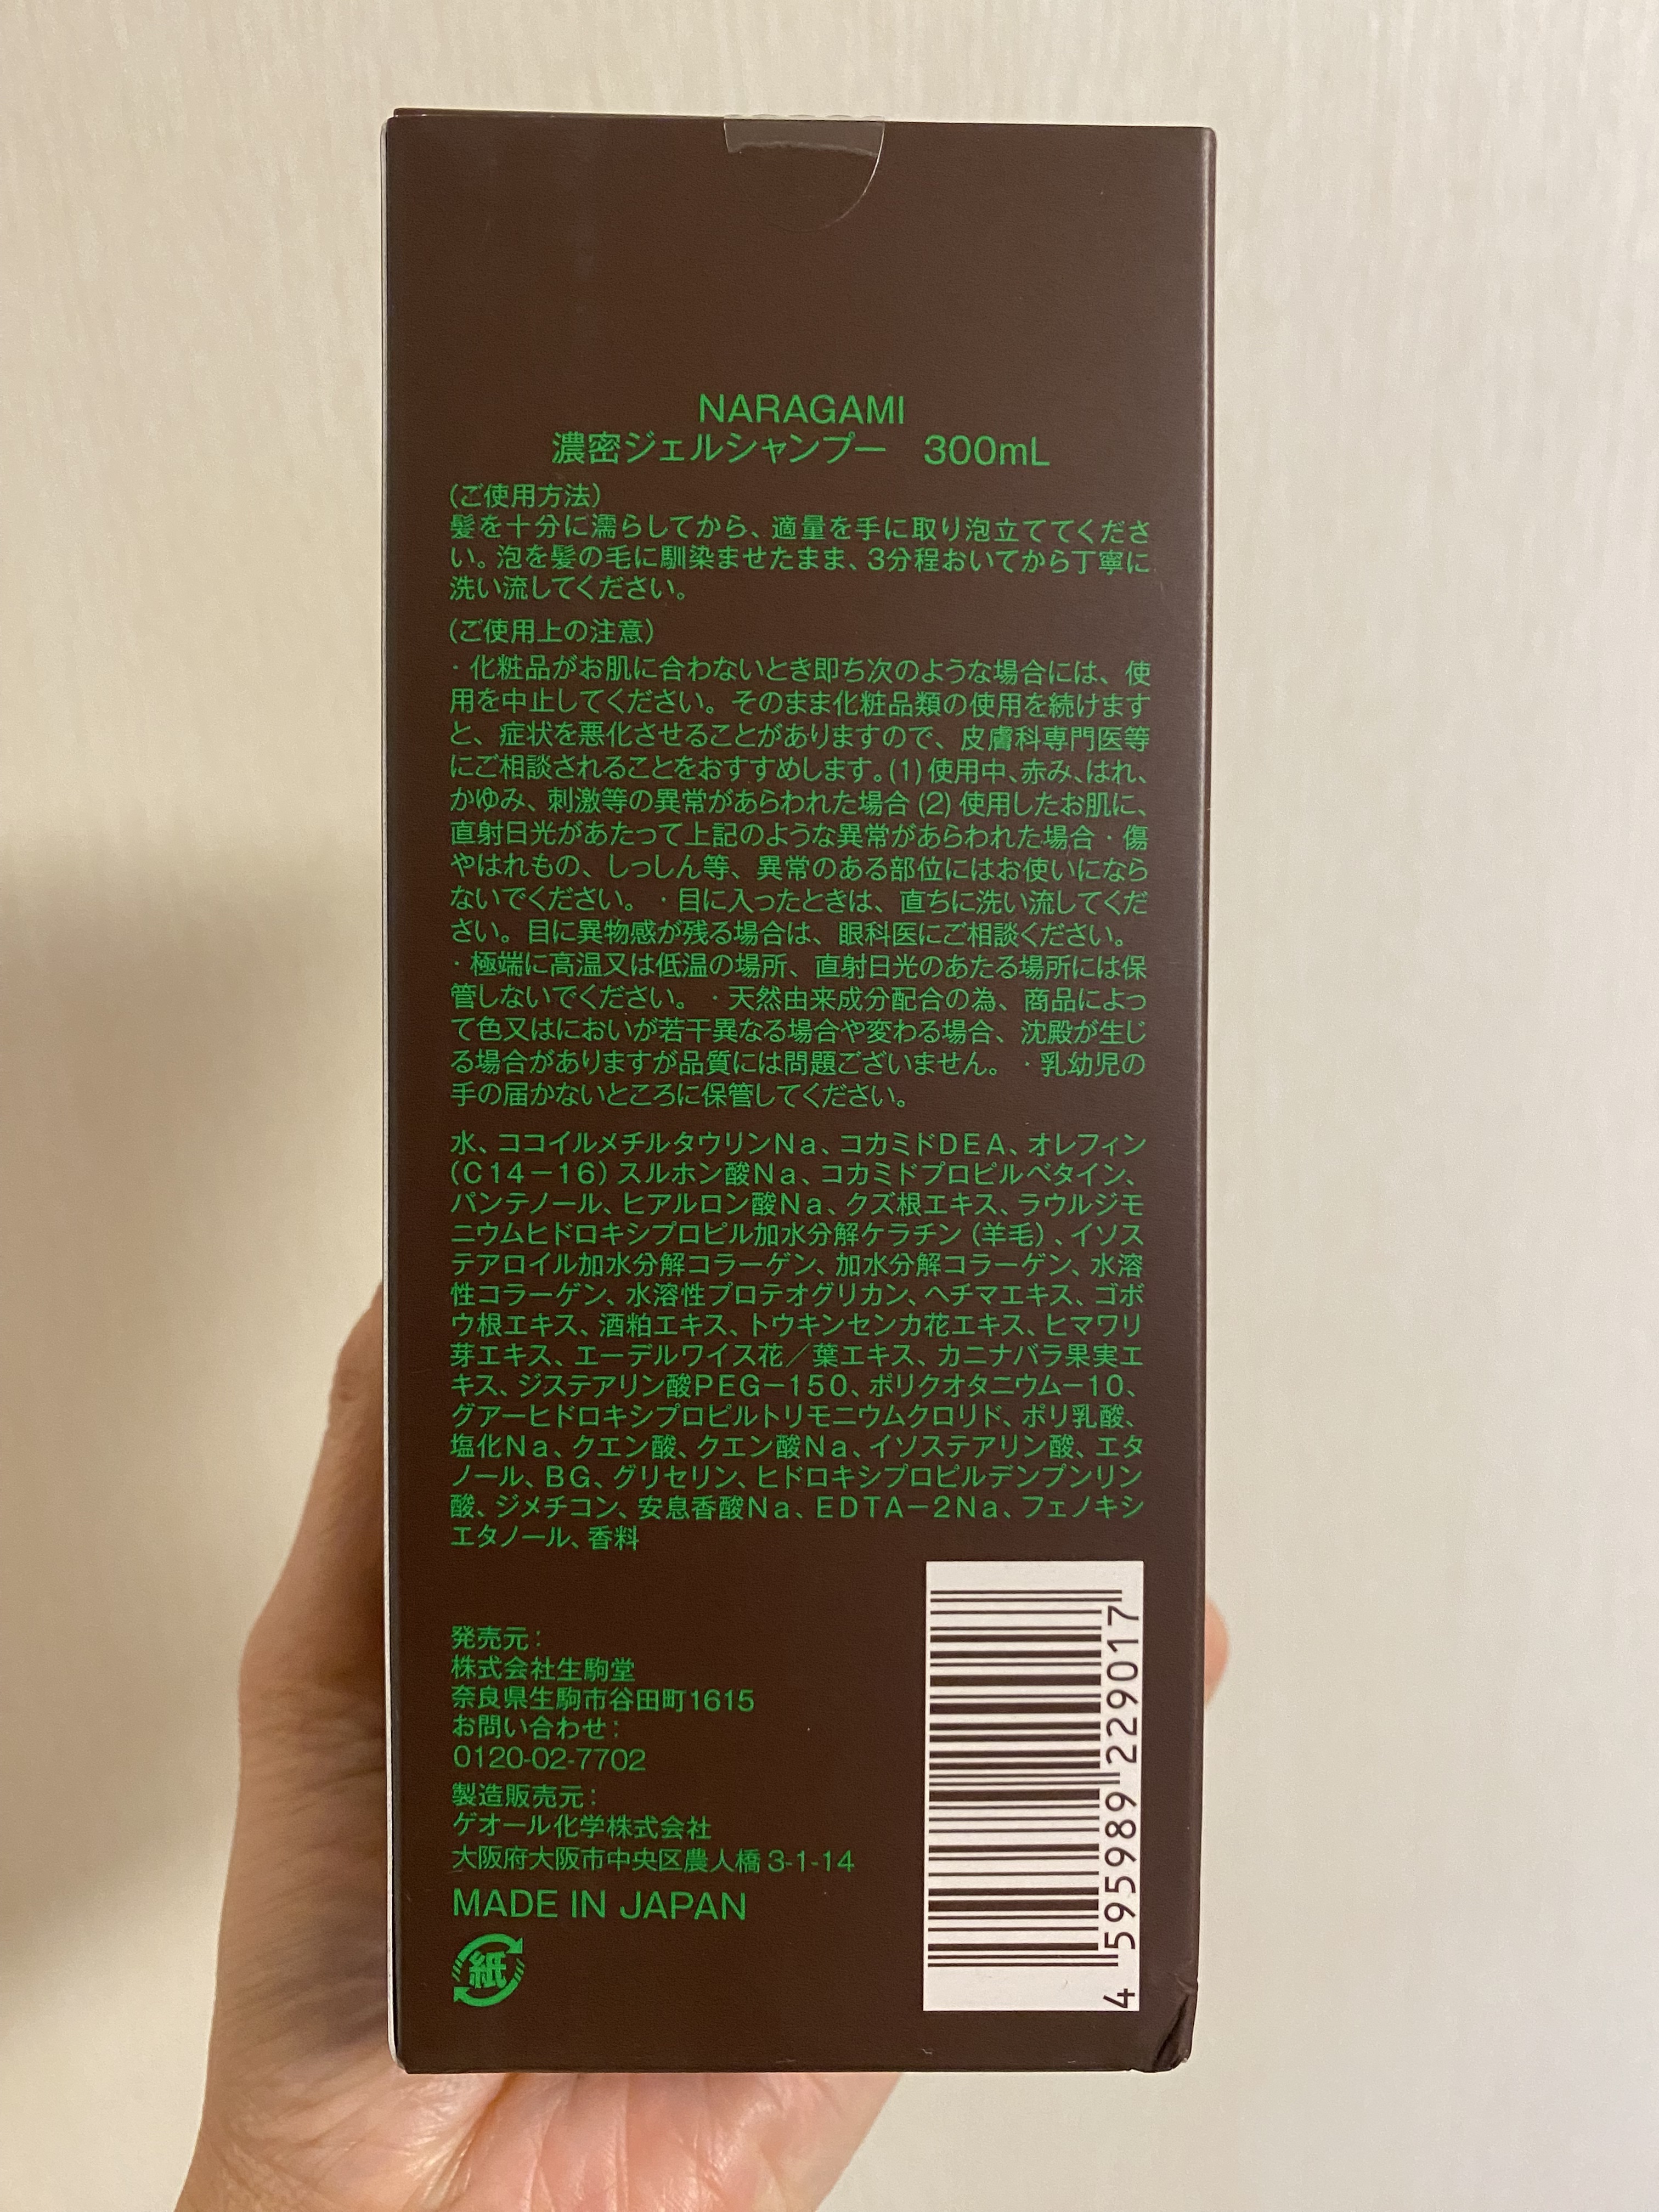 NARAGAMI
濃密ジェルシャンプー　300mL
(ご使用方法)
髪を十分に濡らしてから、適量を手に取り泡立ててくださ
い。泡を髪の毛に馴染ませたまま、3分程おいてから丁寧に
洗い流してください。
(ご使用上の注意)
・化粧品がお肌に合わないとき即ち次のような場合には、使
用を中止してください。そのまま化粧品類の使用を続けます
と、症状を悪化させることがありますので、皮膚科専門医等
にご相談されることをおすすめします。(1)使用中、赤み、はれ、
かゆみ、刺激等の異常があらわれた場合 (2) 使用したお肌に、
直射日光があたって上記のような異常があらわれた場合・傷
やはれもの、しっしん等、異常のある部位にはお使いになら
ないでください。・目に入ったときは、直ちに洗い流してくだ
さい。目に異物感が残る場合は、眼科医にご相談ください。
・極端に高温又は低温の場所、直射日光のあたる場所には保
管しないでください。・天然由来成分配合の為、商品によっ
て色又はにおいが若干異なる場合や変わる場合、沈殿が生じ
る場合がありますが品質には問題ございません。・乳幼児の
手の届かないところに保管してください。
水、ココイルメチルタウリンNa、コカミドDEA、オレフィン
(C14－16)スルホン酸Na、コカミドプロピルベタイン、
パンテノール、ヒアルロン酸Na、クズ根エキス、ラウルジモ
ニウムヒドロキシプロピル加水分解ケラチン(羊毛)、イソス
テアロイル加水分解コラーゲン、加水分解コラーゲン、水溶
性コラーゲン、水溶性プロテオグリカン、ヘチマエキス、ゴボ
ウ根エキス、酒粕エキス、トウキンセンカ花エキス、ヒマワリ
芽エキス、エーデルワイス花／葉エキス、カニナバラ果実エ
キス、ジステアリン酸PEG－150、ポリクオタニウム－10、
グアーヒドロキシプロピルトリモニウムクロリド、ポリ乳酸、
塩化Na、クエン酸、クエン酸Na、イソステアリン酸、エタ
ノール、BG、グリセリン、ヒドロキシプロピルデンプンリン
酸、ジメチコン、安息香酸Na、EDTA－2Na、フェノキシ
エタノール、香料
発売元：
株式会社生駒堂
奈良県生駒市谷田町1615
お問い合わせ：
0120-02-7702
製造販売元：
ゲオール化学株式会社
大阪府大阪市中央区農人橋3-1-14
MADE IN JAPAN
紙
4 595989 229017